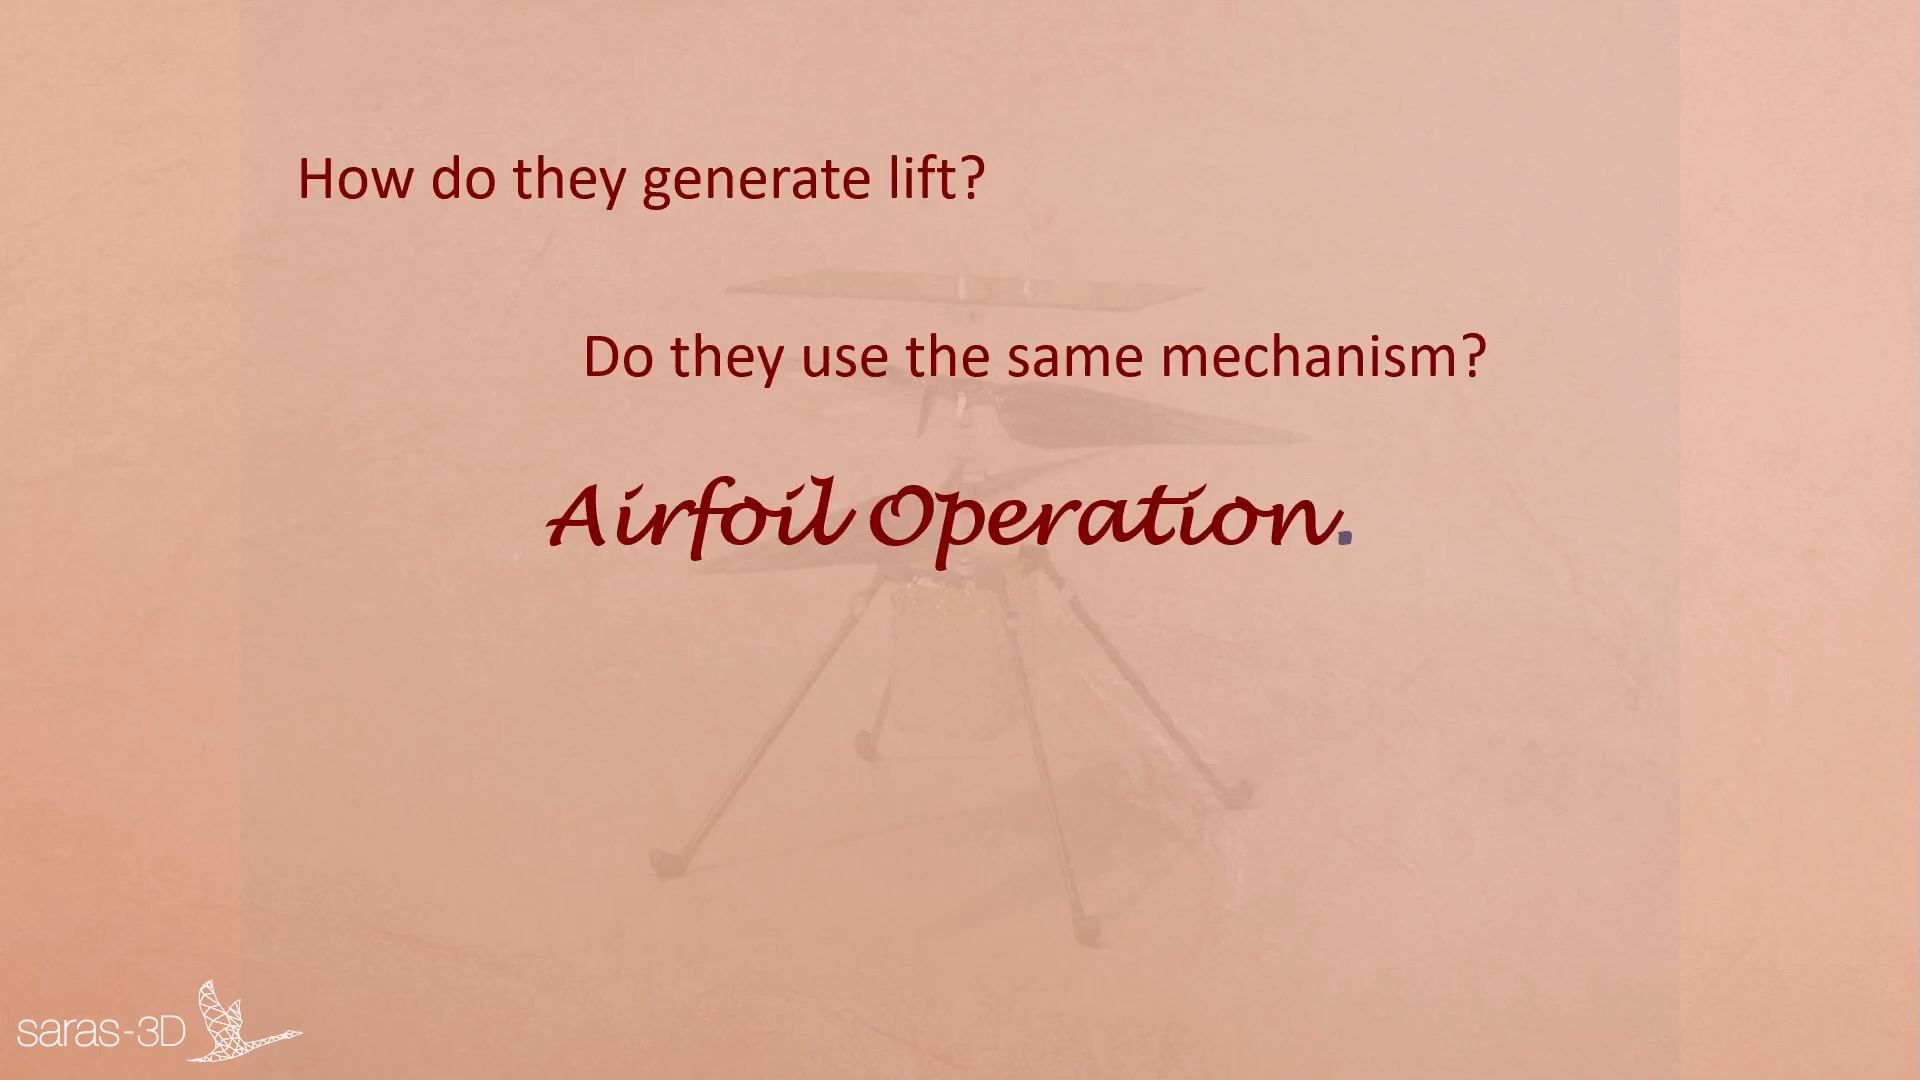 How do they generate lift?
Do they use the same mechanism?
Airfoil Operation.
saras-3D